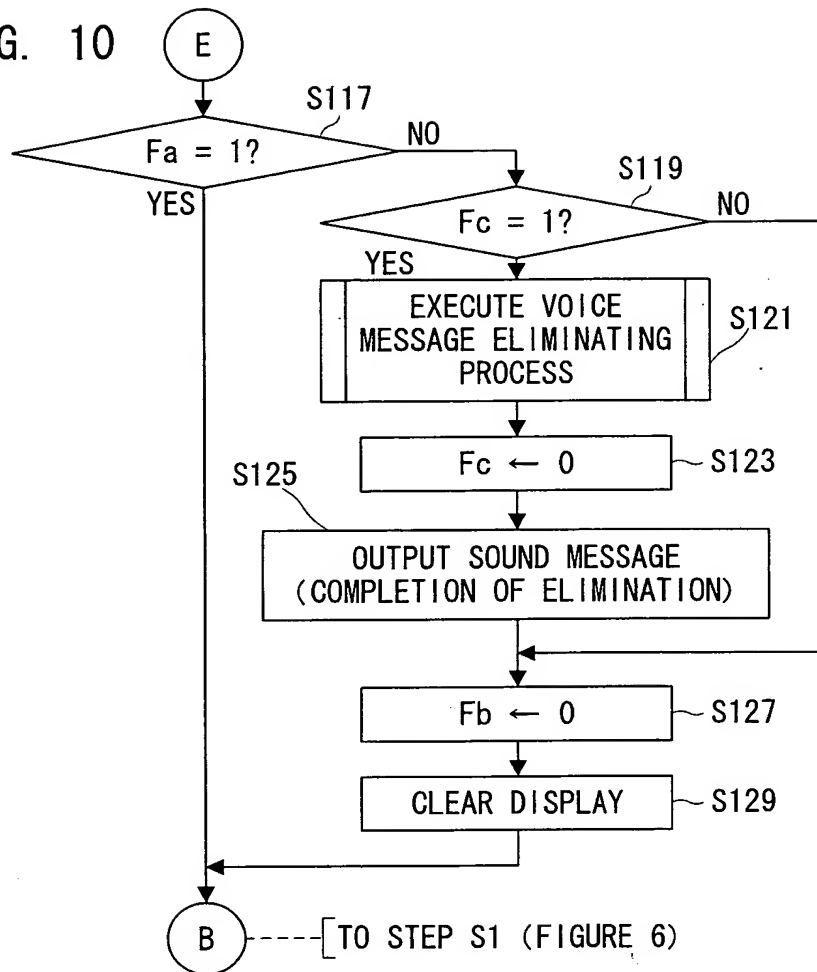 G. 10
E
S117
Fa = 1?
NO
YES
S119
Fc = 1?
NO
YES
EXECUTE VOICE
MESSAGE ELIMINATING
PROCESS
S121
Fc ← 0
S123
S125
OUTPUT SOUND MESSAGE
(COMPLETION OF ELIMINATION)
Fb ← 0
S127
CLEAR DISPLAY
S129
B
TO STEP S1 (FIGURE 6)